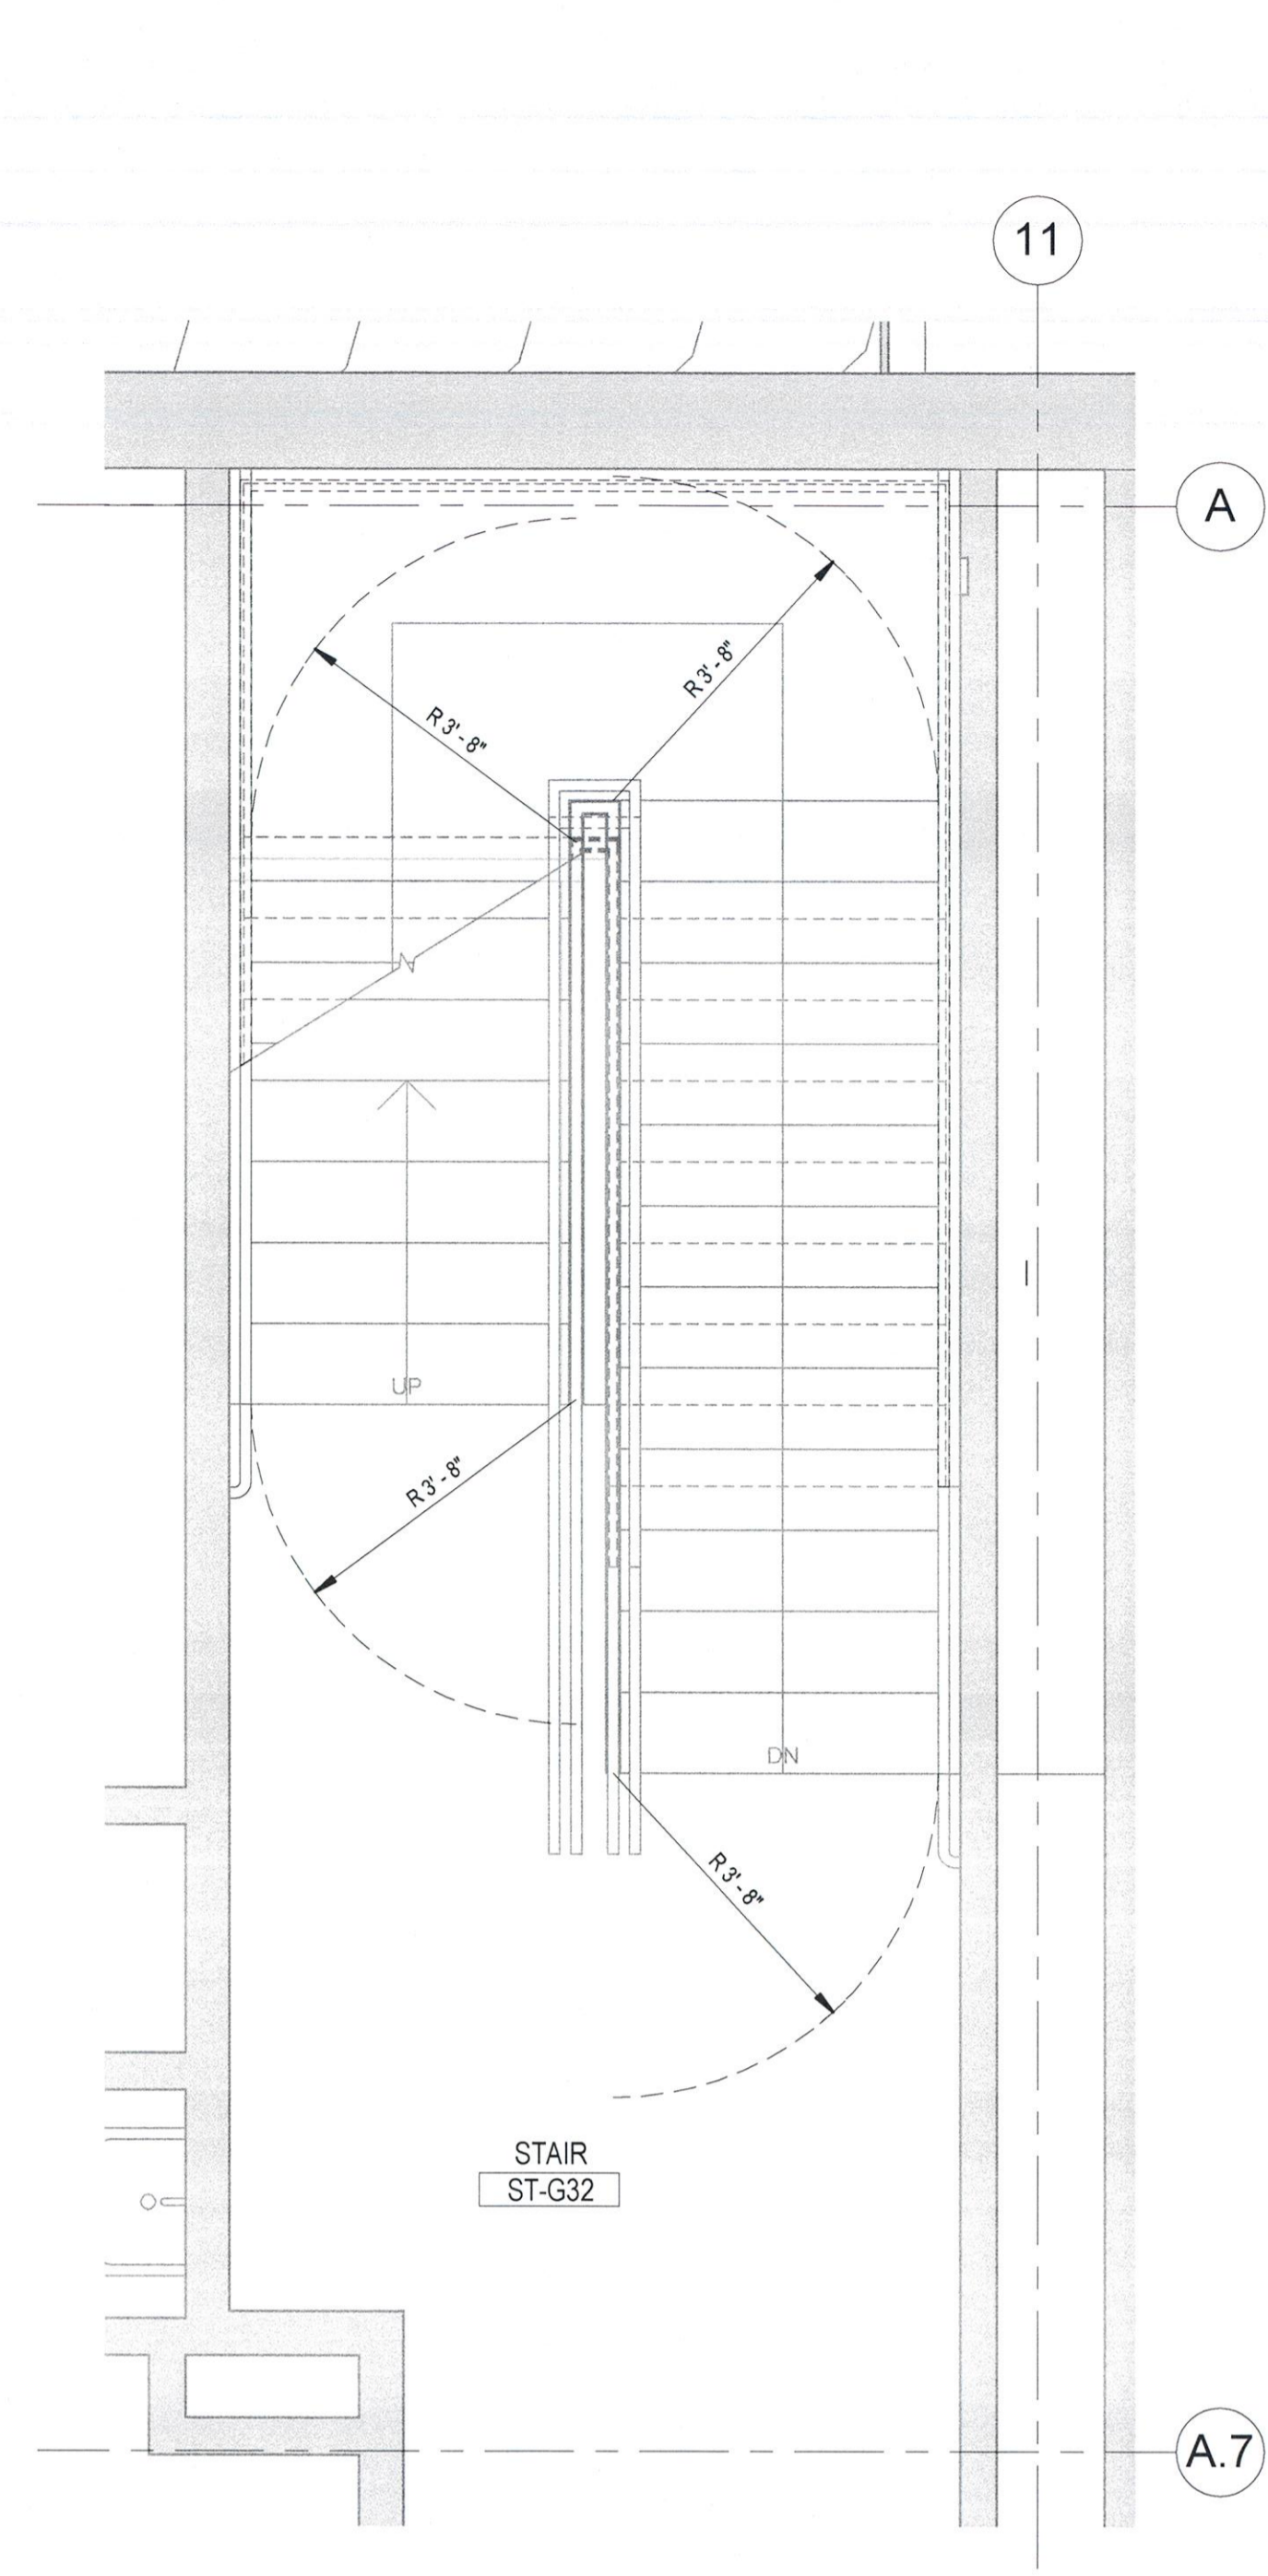 11
A
R 3' - 8"
R 3' - 8"
UP
R 3' - 8"
DN
R 3' - 8"
STAIR
ST-G32
A.7